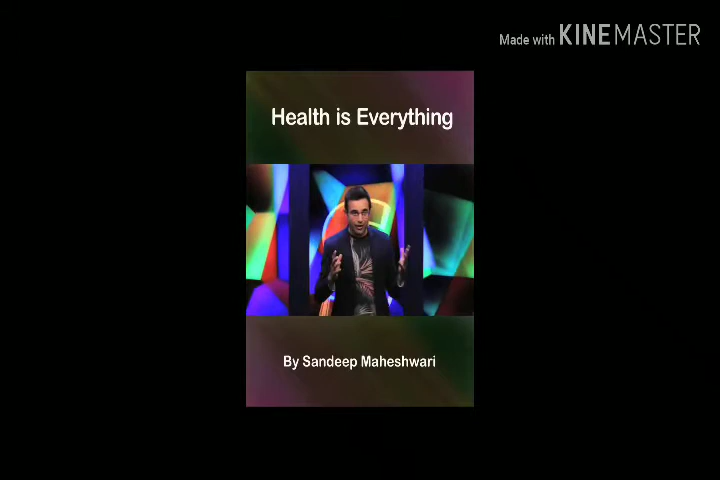 Made with KINEMASTER
Health is Everything
By Sandeep Maheshwari